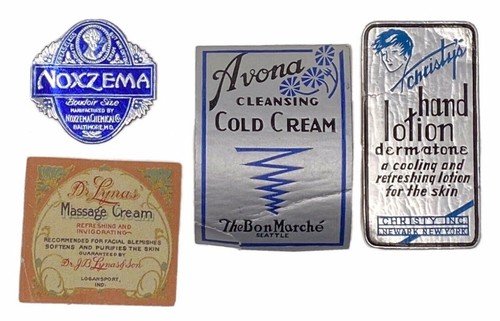 NOXZEMA
Boudoir Size
MANUFACTURED BY
NOXZEMA CHEMICAL CO.
BALTIMORE, MD.
Avona
CLEANSING
COLD CREAM
The Bon Marché
SEATTLE
Christy's
hand
lotion
dermatone
a cooling and
refreshing lotion
for the skin
CHRISTY INC.
NEWARK NEW YORK
Dr. Lynas'
Massage Cream
REFRESHING AND
INVIGORATING
RECOMMENDED FOR FACIAL BLEMISHES
SOFTENS AND PURIFIES THE SKIN
GUARANTEED BY
Dr. J.B. Lynas & Son.
LOGANSPORT,
IND.